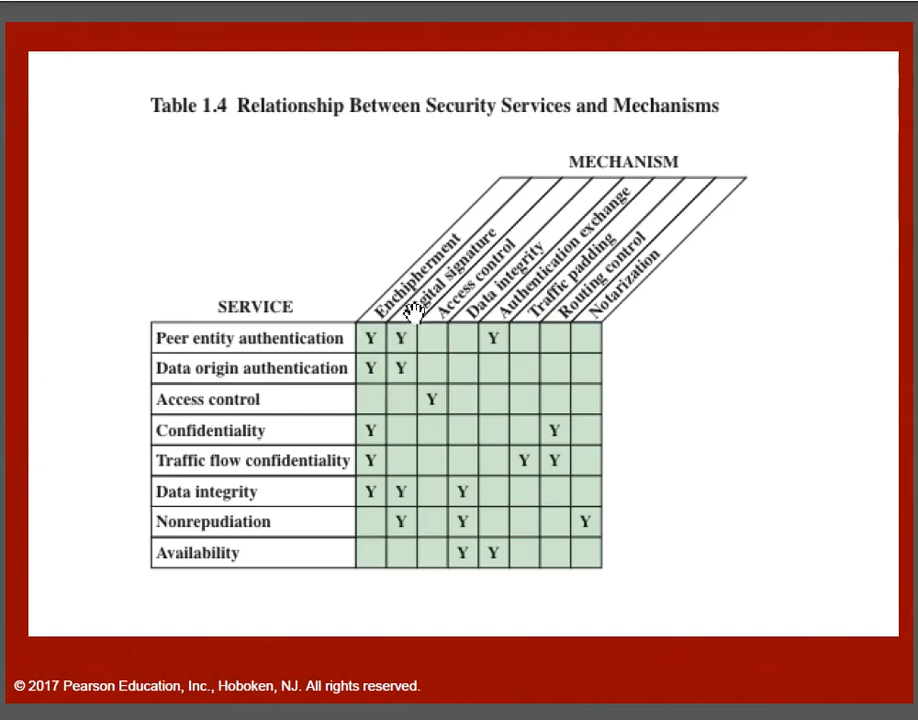 Table 1.4 Relationship Between Security Services and Mechanisms
MECHANISM
Enchipherment
signature
Access control
Data integrity
Authentication exchange
Traffic padding
Routing control
Notarization
SERVICE
Peer entity authentication Y Y Y
Data origin authentication Y Y
Access control Y
Confidentiality Y Y
Traffic flow confidentiality Y Y Y
Data integrity Y Y Y
Nonrepudiation Y Y Y
Availability Y Y
© 2017 Pearson Education, Inc., Hoboken, NJ. All rights reserved.